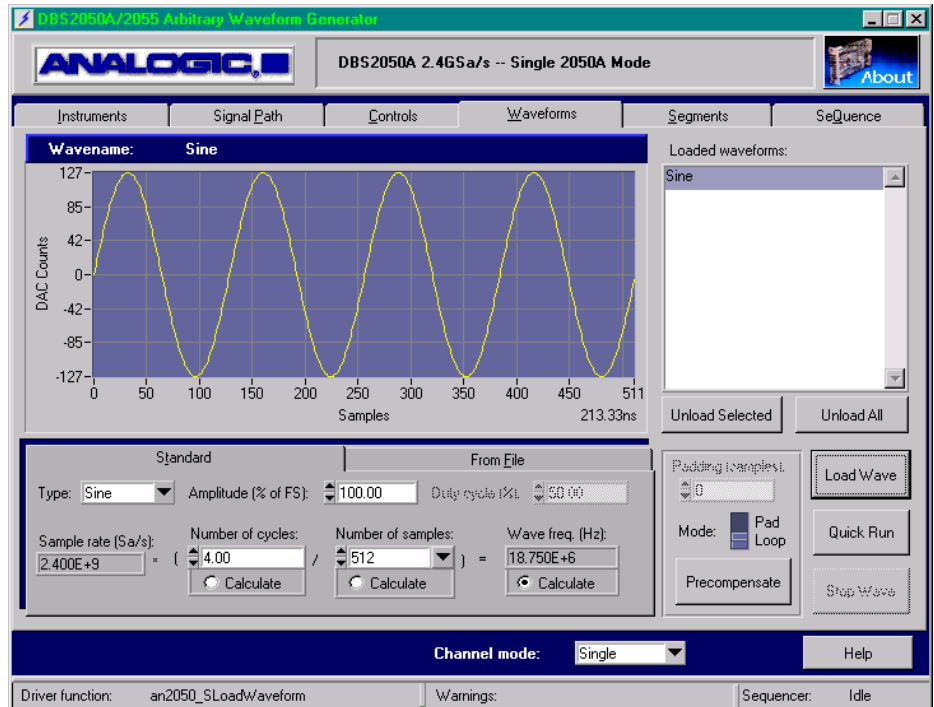 DBS2050A/2055 Arbitrary Waveform Generator
ANALOGIC.
DBS2050A 2.4GSa/s -- Single 2050A Mode
About
Instruments
Signal Path
Controls
Waveforms
Segments
SeQuence
Wavename: Sine
Loaded waveforms:
Sine
DAC Counts
127
85
42
0
-42
-85
-127
0 50 100 150 200 250 300 350 400 450 511
Samples
213.33ns
Unload Selected
Unload All
Standard
From File
Type: Sine
Amplitude (% of FS): 100.00
Duty cycle (%): 50.00
Sample rate (Sa/s):
2.400E+9
* (
Number of cycles:
4.00
Calculate
/
Number of samples:
512
Calculate
) =
Wave freq. (Hz):
18.750E+6
Calculate
Padding (samples):
0
Mode:
Pad
Loop
Precompensate
Load Wave
Quick Run
Stop Wave
Channel mode: Single
Help
Driver function: an2050_SLoadWaveform
Warnings:
Sequencer: Idle